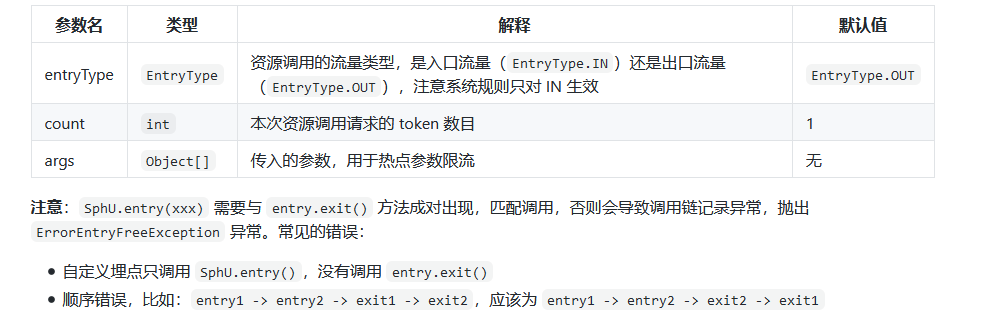 参数名 类型 解释 默认值
entryType EntryType 资源调用的流量类型，是入口流量（ EntryType.IN ）还是出口流量
（ EntryType.OUT ），注意系统规则只对 IN 生效 EntryType.OUT
count int 本次资源调用请求的 token 数目 1
args Object[] 传入的参数，用于热点参数限流 无
注意： SphU.entry(xxx) 需要与 entry.exit() 方法成对出现，匹配调用，否则会导致调用链记录异常，抛出
ErrorEntryFreeException 异常。常见的错误：
• 自定义埋点只调用 SphU.entry() ，没有调用 entry.exit()
• 顺序错误，比如： entry1 -> entry2 -> exit1 -> exit2 ，应该为 entry1 -> entry2 -> exit2 -> exit1